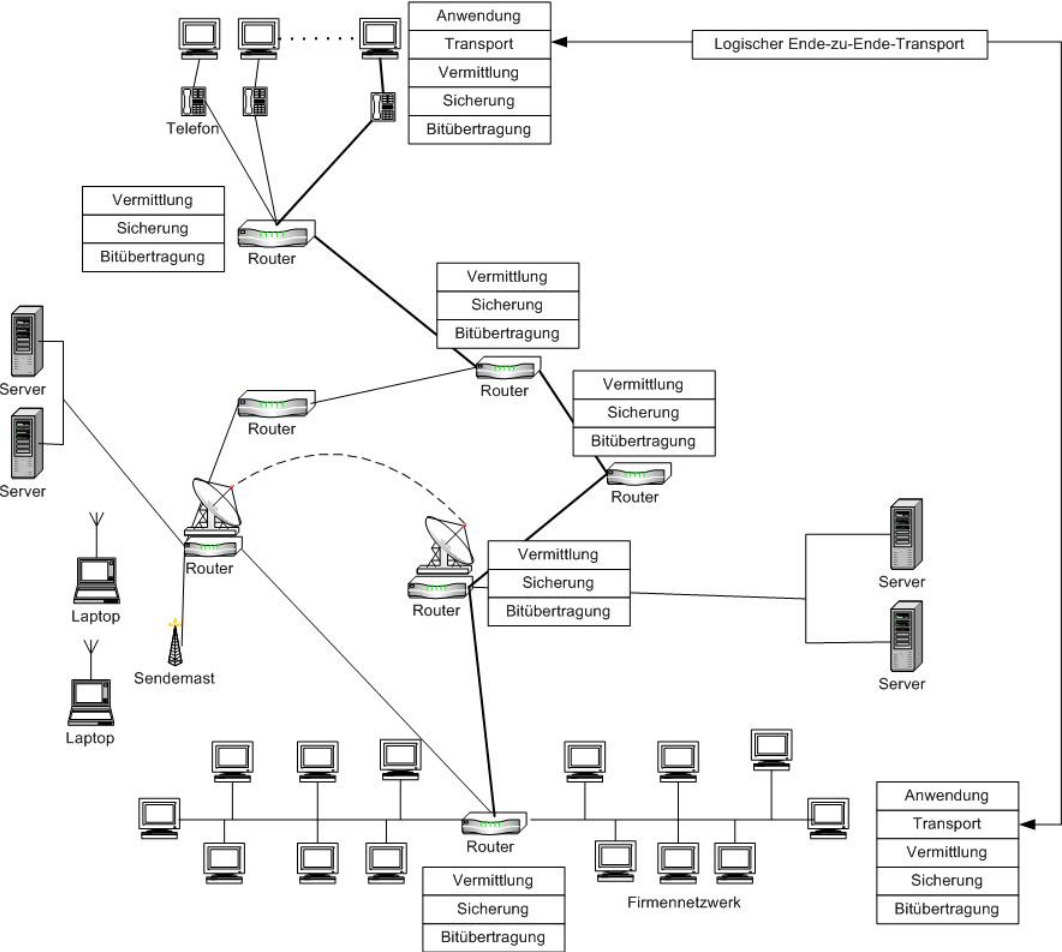 Anwendung
Transport
Logischer Ende-zu-Ende-Transport
Vermittlung
Sicherung
Bitübertragung
Telefon
Vermittlung
Sicherung
Bitübertragung
Router
Vermittlung
Sicherung
Bitübertragung
Router
Server
Vermittlung
Sicherung
Bitübertragung
Router
Server
Router
Router
Vermittlung
Sicherung
Bitübertragung
Router
Server
Laptop
Sendemast
Server
Laptop
Anwendung
Transport
Vermittlung
Sicherung
Bitübertragung
Router
Vermittlung
Sicherung
Bitübertragung
Firmennetzwerk